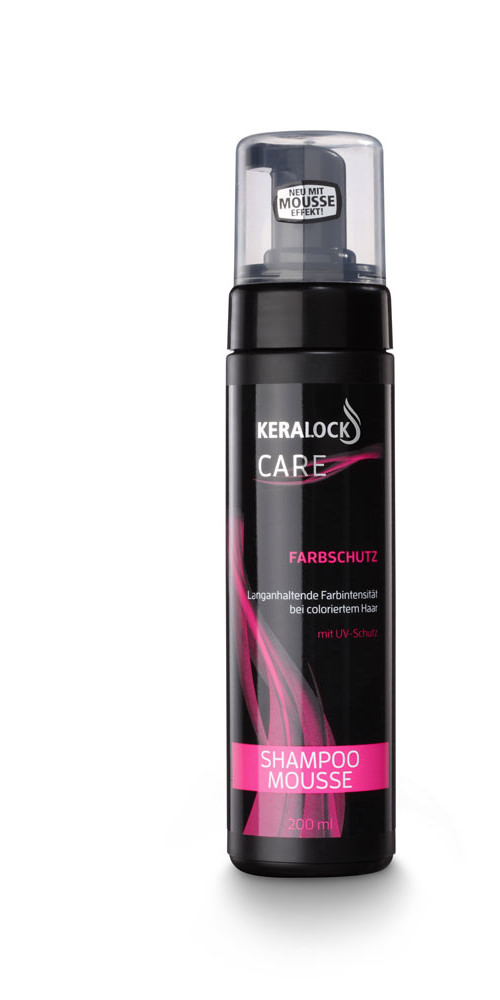 NEU MIT
MOUSSE
EFFEKT!
KERALOCK
CARE
FARBSCHUTZ
Langanhaltende Farbintensität
bei coloriertem Haar
mit UV-Schutz
SHAMPOO
MOUSSE
200 ml